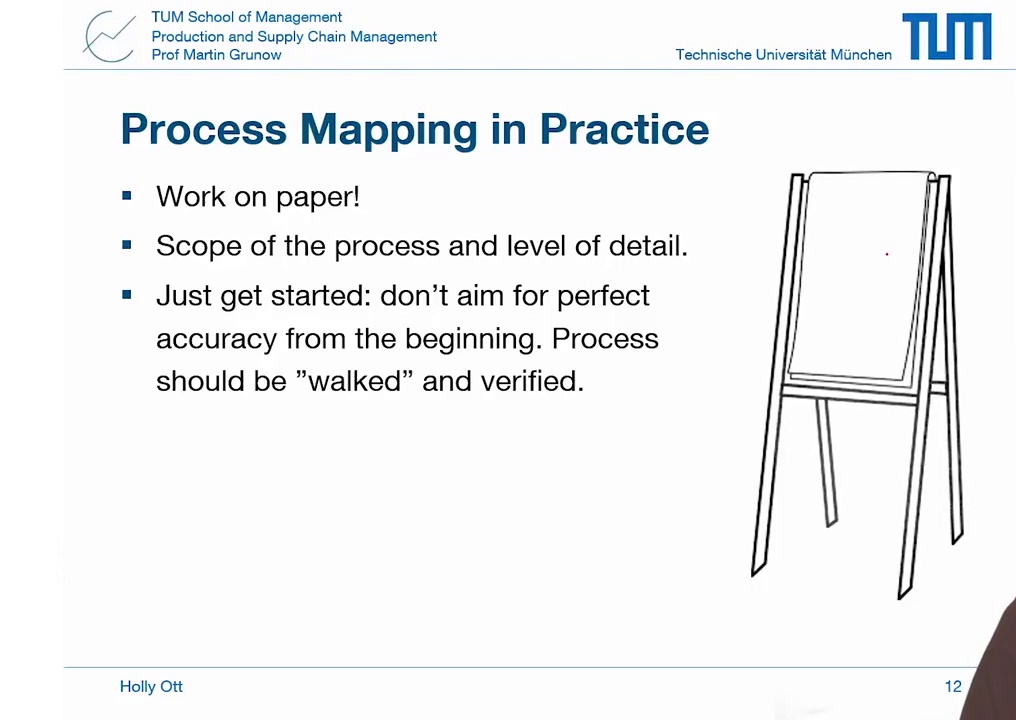 TUM School of Management
Production and Supply Chain Management
Prof Martin Grunow
Technische Universität München
TUM
Process Mapping in Practice
Work on paper!
Scope of the process and level of detail.
Just get started: don’t aim for perfect
accuracy from the beginning. Process
should be ”walked” and verified.
Holly Ott
12